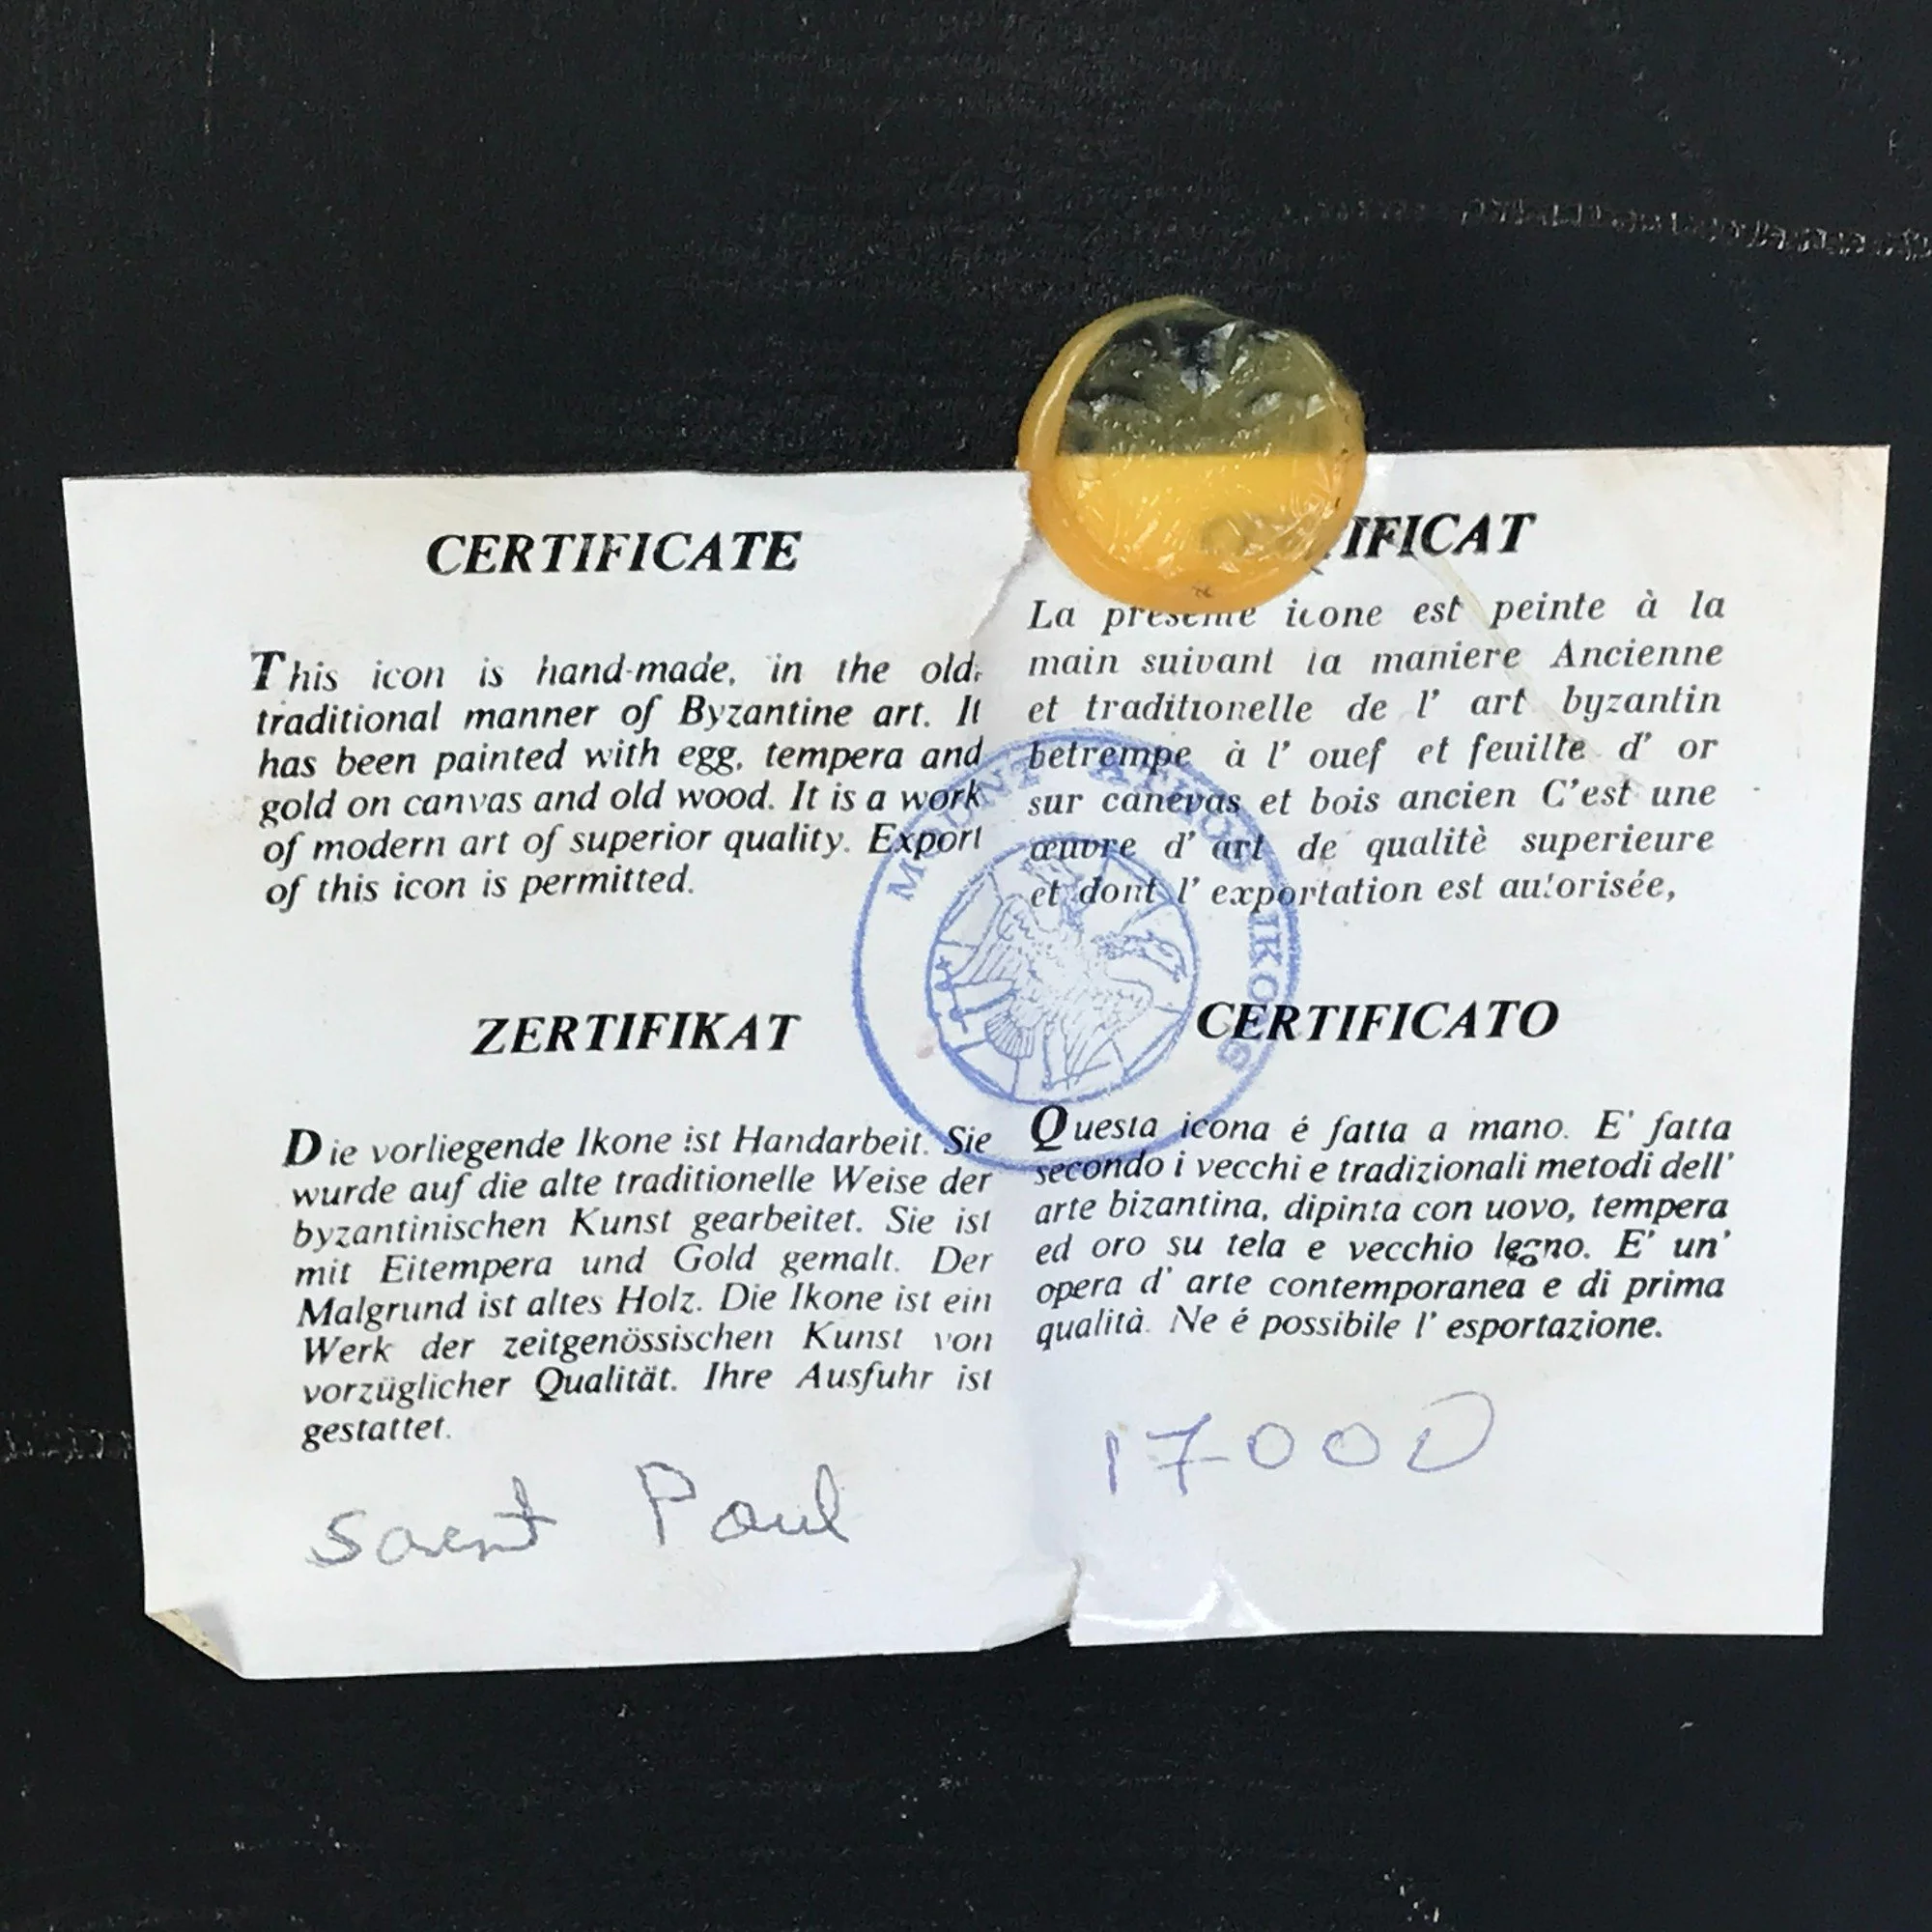 CERTIFICATE
This icon is hand-made, in the old,
traditional manner of Byzantine art. It
has been painted with egg, tempera and
gold on canvas and old wood. It is a work
of modern art of superior quality. Export
of this icon is permitted.
IFICAT
La presente icone est peinte à la
main suivant la maniere Ancienne
et traditionelle de l' art byzantin
betrempe à l' ouef et feuille d' or
sur canevas et bois ancien C'est une
œuvre d' art de qualitè superieure
et dont l' exportation est autorisée,
MOUNT ATHOS IKO
ZERTIFIKAT
Die vorliegende Ikone ist Handarbeit. Sie
wurde auf die alte traditionelle Weise der
byzantinischen Kunst gearbeitet. Sie ist
mit Eitempera und Gold gemalt. Der
Malgrund ist altes Holz. Die Ikone ist ein
Werk der zeitgenössischen Kunst von
vorzüglicher Qualität. Ihre Ausfuhr ist
gestattet.
Saent Paul
CERTIFICATO
Questa icona é fatta a mano. E' fatta
secondo i vecchi e tradizionali metodi dell'
arte bizantina, dipinta con uovo, tempera
ed oro su tela e vecchio legno. E' un'
opera d' arte contemporanea e di prima
qualità. Ne é possibile l' esportazione.
17000